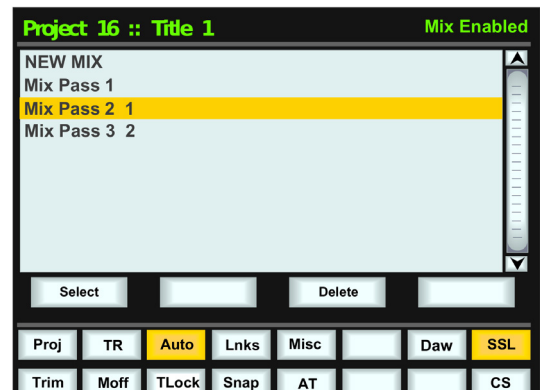 Project 16 :: Title 1 Mix Enabled
NEW MIX
Mix Pass 1
Mix Pass 2 1
Mix Pass 3 2
Select Delete
Proj TR Auto Lnks Misc Daw SSL
Trim Moff TLock Snap AT CS